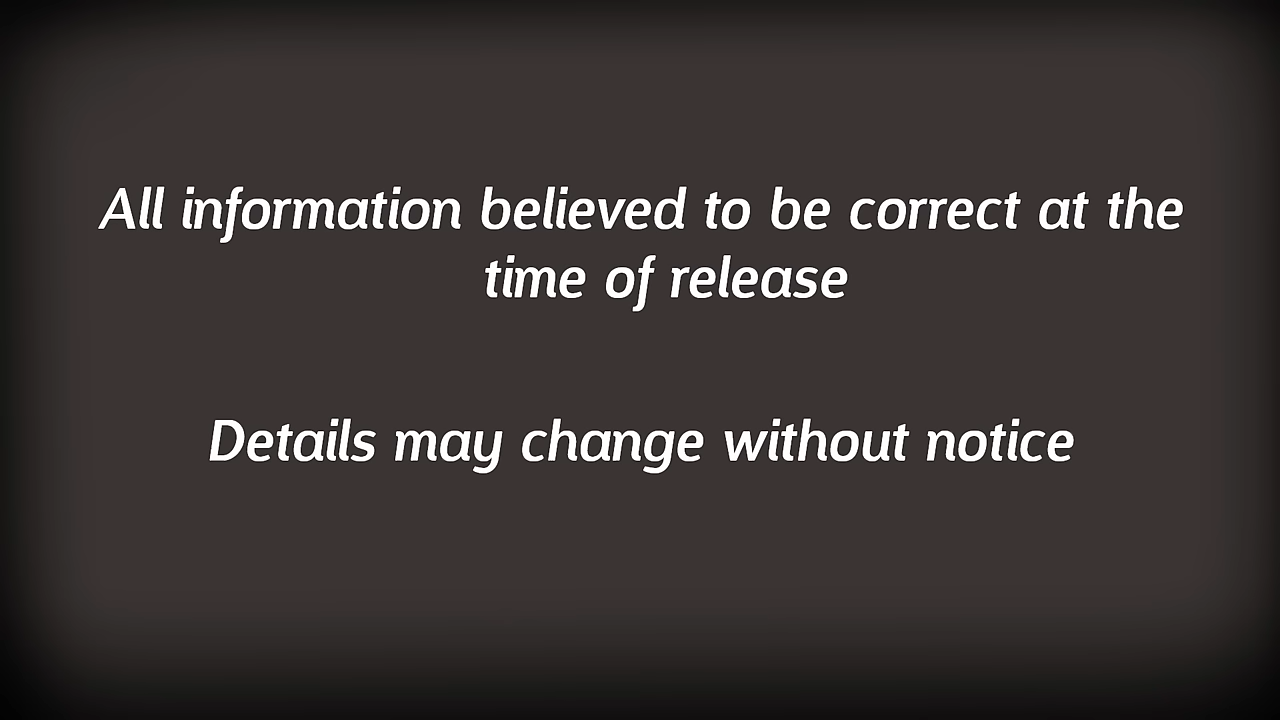 All information believed to be correct at the
time of release
Details may change without notice